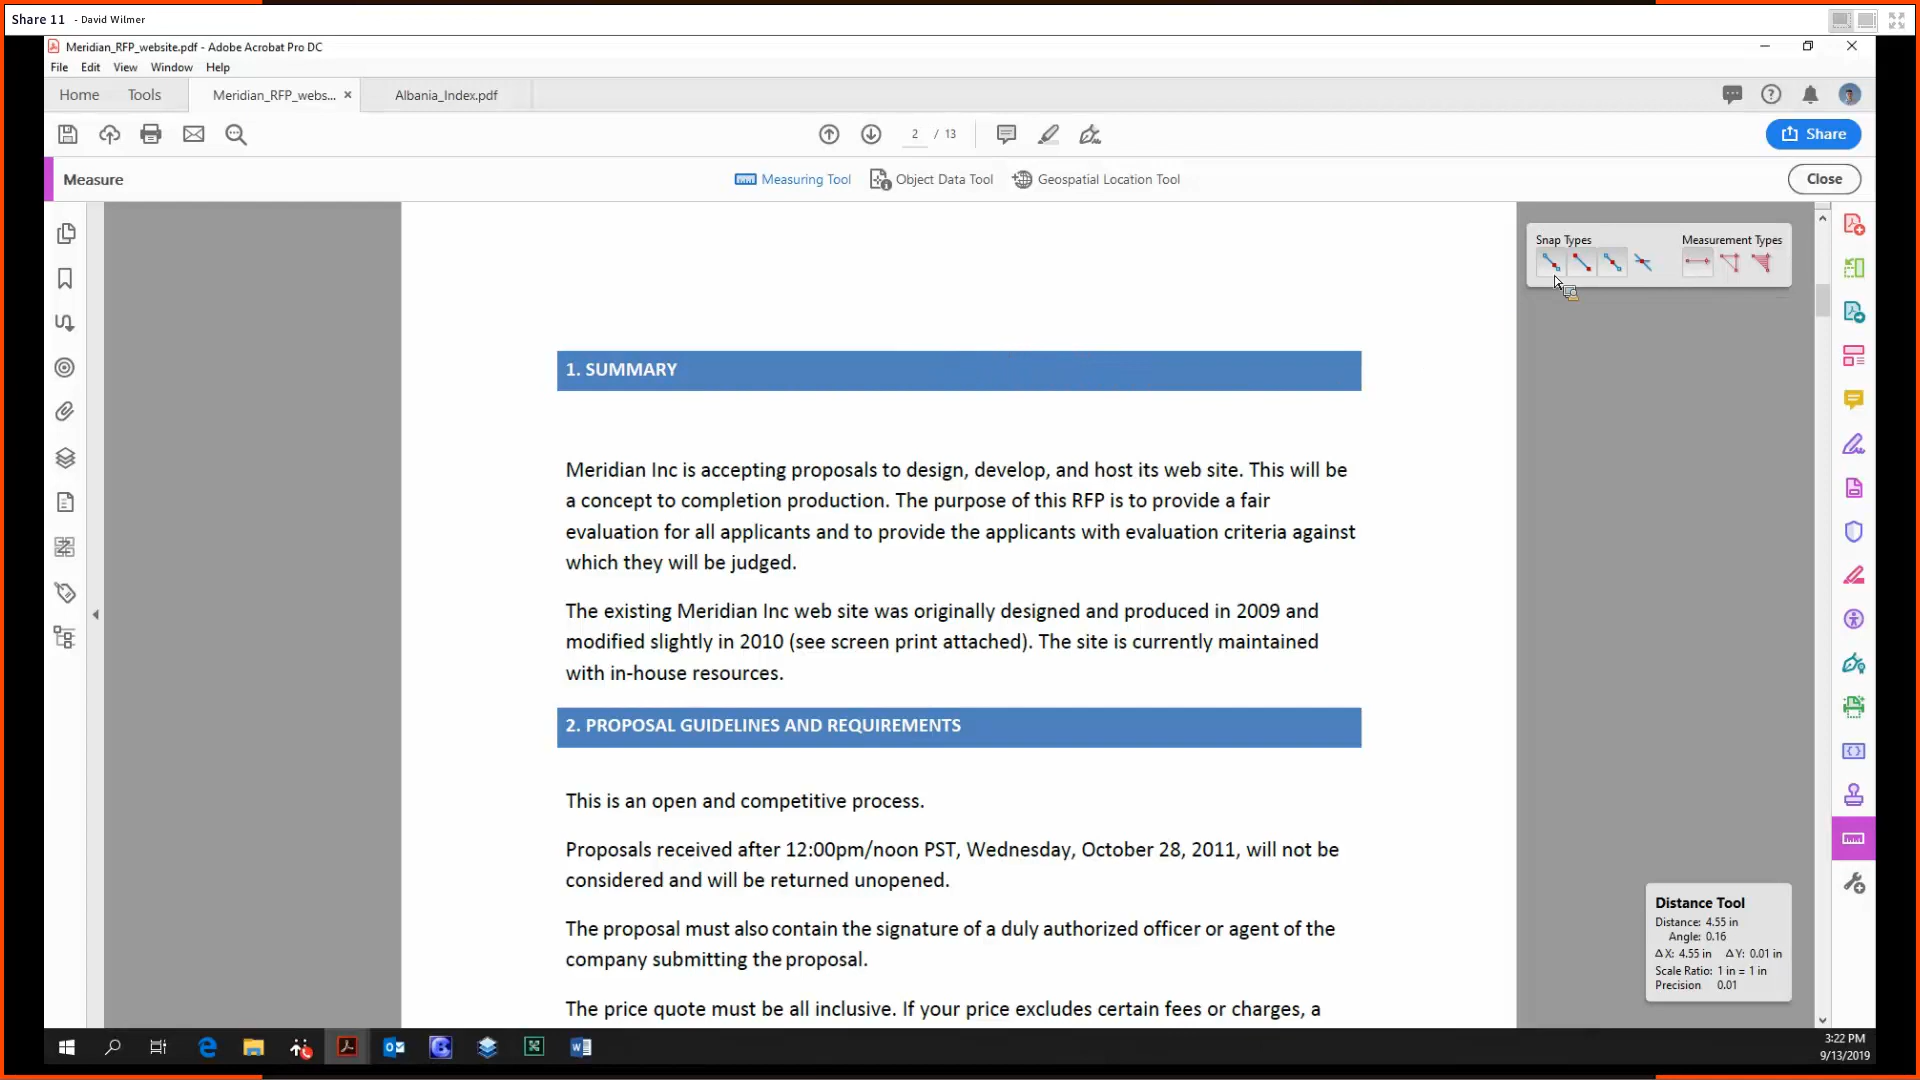 Share 11 - David Wilmer
Meridian_RFP_website.pdf - Adobe Acrobat Pro DC
File Edit View Window Help
Home Tools Meridian_RFP_webs... × Albania_Index.pdf
2 / 13
Share
Measure
Measuring Tool Object Data Tool Geospatial Location Tool
Close
Snap Types Measurement Types
1. SUMMARY
Meridian Inc is accepting proposals to design, develop, and host its web site. This will be
a concept to completion production. The purpose of this RFP is to provide a fair
evaluation for all applicants and to provide the applicants with evaluation criteria against
which they will be judged.
The existing Meridian Inc web site was originally designed and produced in 2009 and
modified slightly in 2010 (see screen print attached). The site is currently maintained
with in-house resources.
2. PROPOSAL GUIDELINES AND REQUIREMENTS
This is an open and competitive process.
Proposals received after 12:00pm/noon PST, Wednesday, October 28, 2011, will not be
considered and will be returned unopened.
The proposal must also contain the signature of a duly authorized officer or agent of the
company submitting the proposal.
The price quote must be all inclusive. If your price excludes certain fees or charges, a
Distance Tool
Distance: 4.55 in
Angle: 0.16
Δ X: 4.55 in Δ Y: 0.01 in
Scale Ratio: 1 in = 1 in
Precision 0.01
3:22 PM
9/13/2019